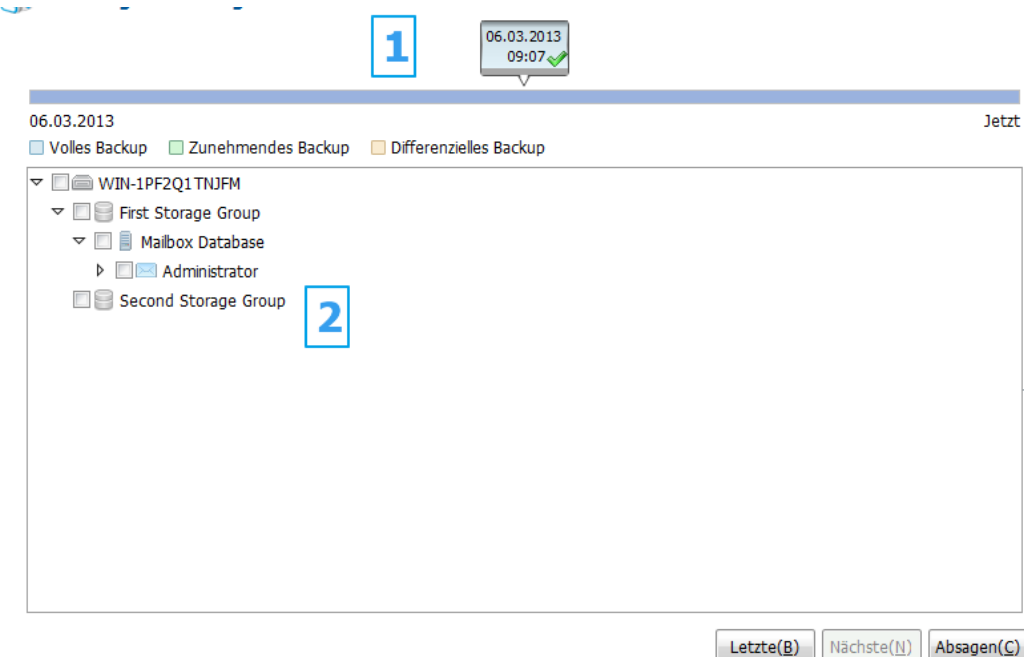 1
06.03.2013
09:07
06.03.2013 Jetzt
Volles Backup Zunehmendes Backup Differenzielles Backup
WIN-1PF2Q1TNJFM
First Storage Group
Mailbox Database
Administrator
Second Storage Group
2
Letzte(B) Nächste(N) Absagen(C)